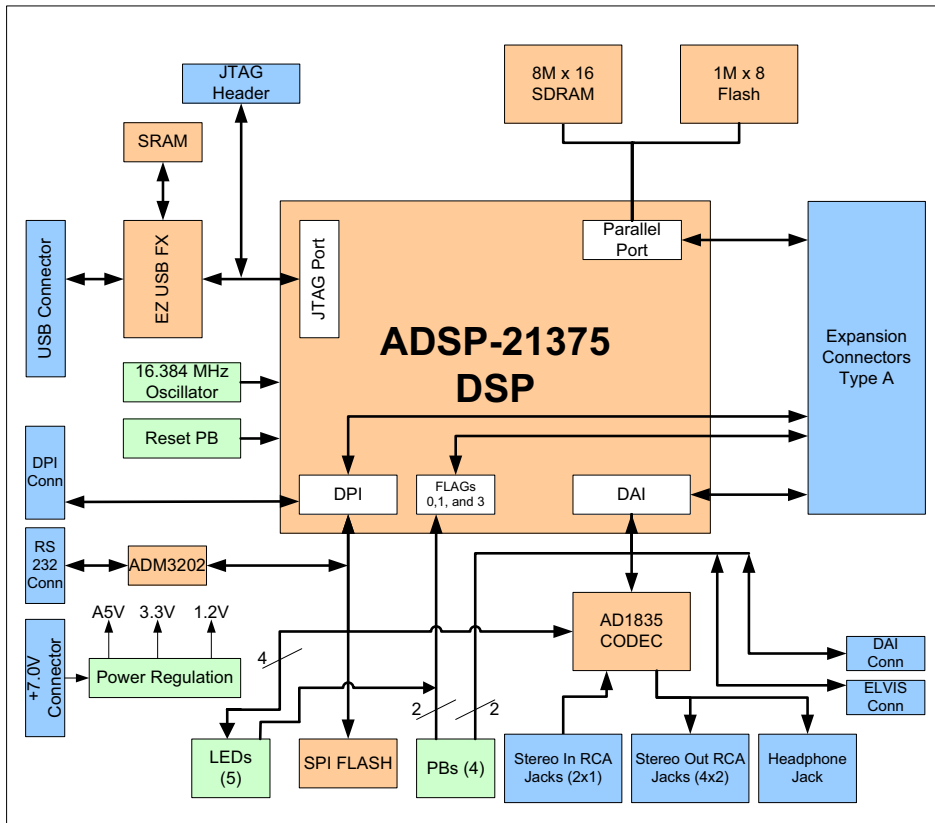 JTAG
Header
8M x 16
SDRAM
1M x 8
Flash
SRAM
USB Connector
EZ USB FX
JTAG Port
Parallel
Port
ADSP-21375
DSP
Expansion
Connectors
Type A
16.384 MHz
Oscillator
Reset PB
DPI
Conn
DPI
FLAGs
0,1, and 3
DAI
RS
232
Conn
ADM3202
A5V
3.3V
1.2V
+7.0V
Connector
Power Regulation
AD1835
CODEC
DAI
Conn
ELVIS
Conn
4
2
2
LEDs
(5)
SPI FLASH
PBs (4)
Stereo In RCA
Jacks (2x1)
Stereo Out RCA
Jacks (4x2)
Headphone
Jack